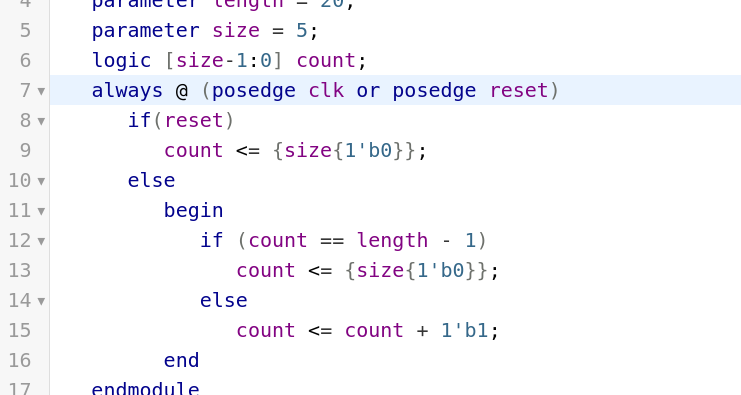 4 parameter length = 20;
5 parameter size = 5;
6 logic [size-1:0] count;
7 always @ (posedge clk or posedge reset)
8 if(reset)
9 count <= {size{1'b0}};
10 else
11 begin
12 if (count == length - 1)
13 count <= {size{1'b0}};
14 else
15 count <= count + 1'b1;
16 end
17 endmodule